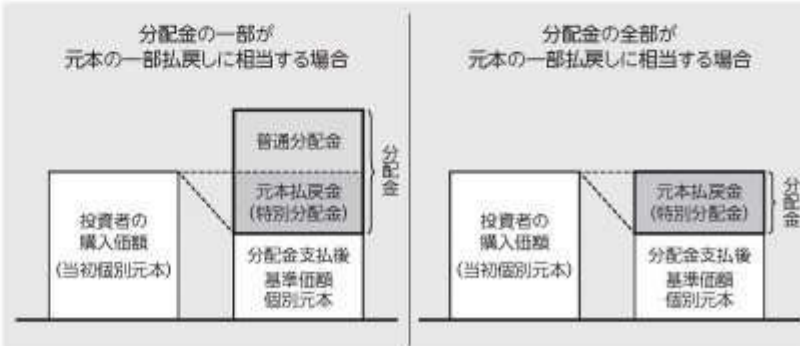 分配金の一部が
元本の一部払戻しに相当する場合
普通分配金
元本払戻金
(特別分配金)
分配金
投資者の
購入価額
(当初個別元本)
分配金支払後
基準価額
個別元本
分配金の全部が
元本の一部払戻しに相当する場合
元本払戻金
(特別分配金)
分配金
投資者の
購入価額
(当初個別元本)
分配金支払後
基準価額
個別元本